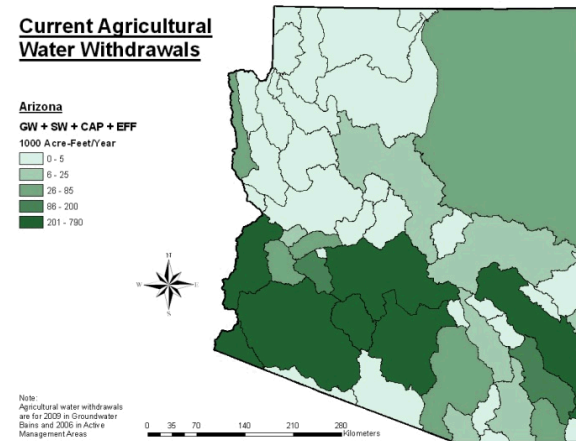 Current Agricultural
Water Withdrawals
Arizona
GW + SW + CAP + EFF
1000 Acre-Feet/Year
0 - 5
6 - 25
26 - 85
86 - 200
201 - 790
N
W E
S
Note:
Agricultural water withdrawals
are for 2009 in Groundwater
Bains and 2006 in Active
Management Areas
0 35 70 140 210 280
Kilometers